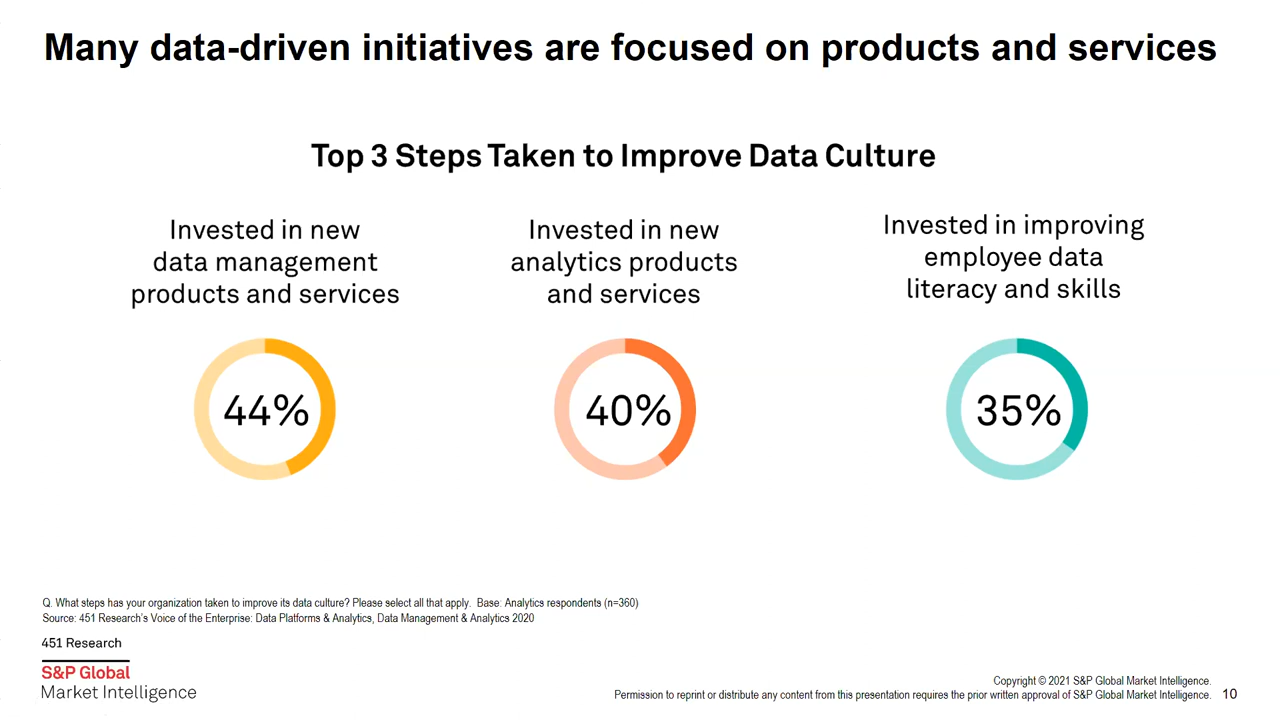 Many data-driven initiatives are focused on products and services
Top 3 Steps Taken to Improve Data Culture
Invested in new
data management
products and services
44%
Invested in new
analytics products
and services
40%
Invested in improving
employee data
literacy and skills
35%
Q. What steps has your organization taken to improve its data culture? Please select all that apply.  Base: Analytics respondents (n=360)
Source: 451 Research's Voice of the Enterprise: Data Platforms & Analytics, Data Management & Analytics 2020
451 Research
S&P Global
Market Intelligence
Copyright © 2021 S&P Global Market Intelligence.
Permission to reprint or distribute any content from this presentation requires the prior written approval of S&P Global Market Intelligence. 10